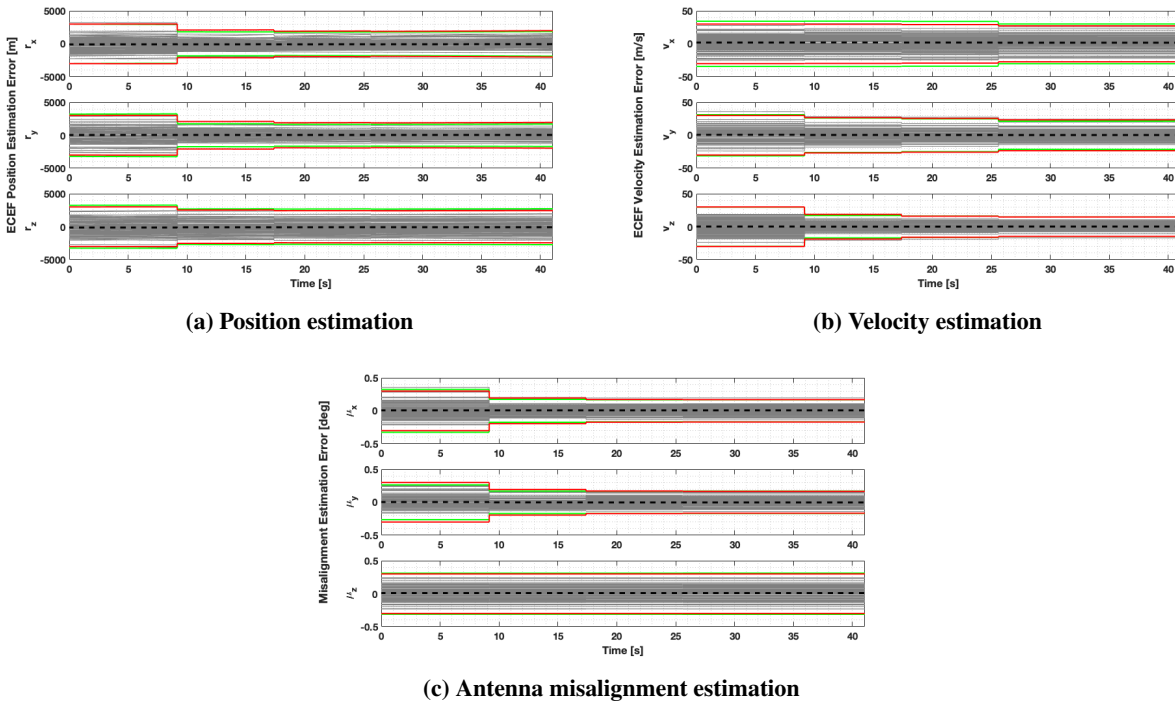 ECEF Position Estimation Error [m]
r_x
5000
0
-5000
0 5 10 15 20 25 30 35 40
r_y
5000
0
-5000
0 5 10 15 20 25 30 35 40
r_z
5000
0
-5000
0 5 10 15 20 25 30 35 40
Time [s]
(a) Position estimation
ECEF Velocity Estimation Error [m/s]
v_x
50
0
-50
0 5 10 15 20 25 30 35 40
v_y
50
0
-50
0 5 10 15 20 25 30 35 40
v_z
50
0
-50
0 5 10 15 20 25 30 35 40
Time [s]
(b) Velocity estimation
Misalignment Estimation Error [deg]
μ_x
0.5
0
-0.5
0 5 10 15 20 25 30 35 40
μ_y
0.5
0
-0.5
0 5 10 15 20 25 30 35 40
μ_z
0.5
0
-0.5
0 5 10 15 20 25 30 35 40
Time [s]
(c) Antenna misalignment estimation